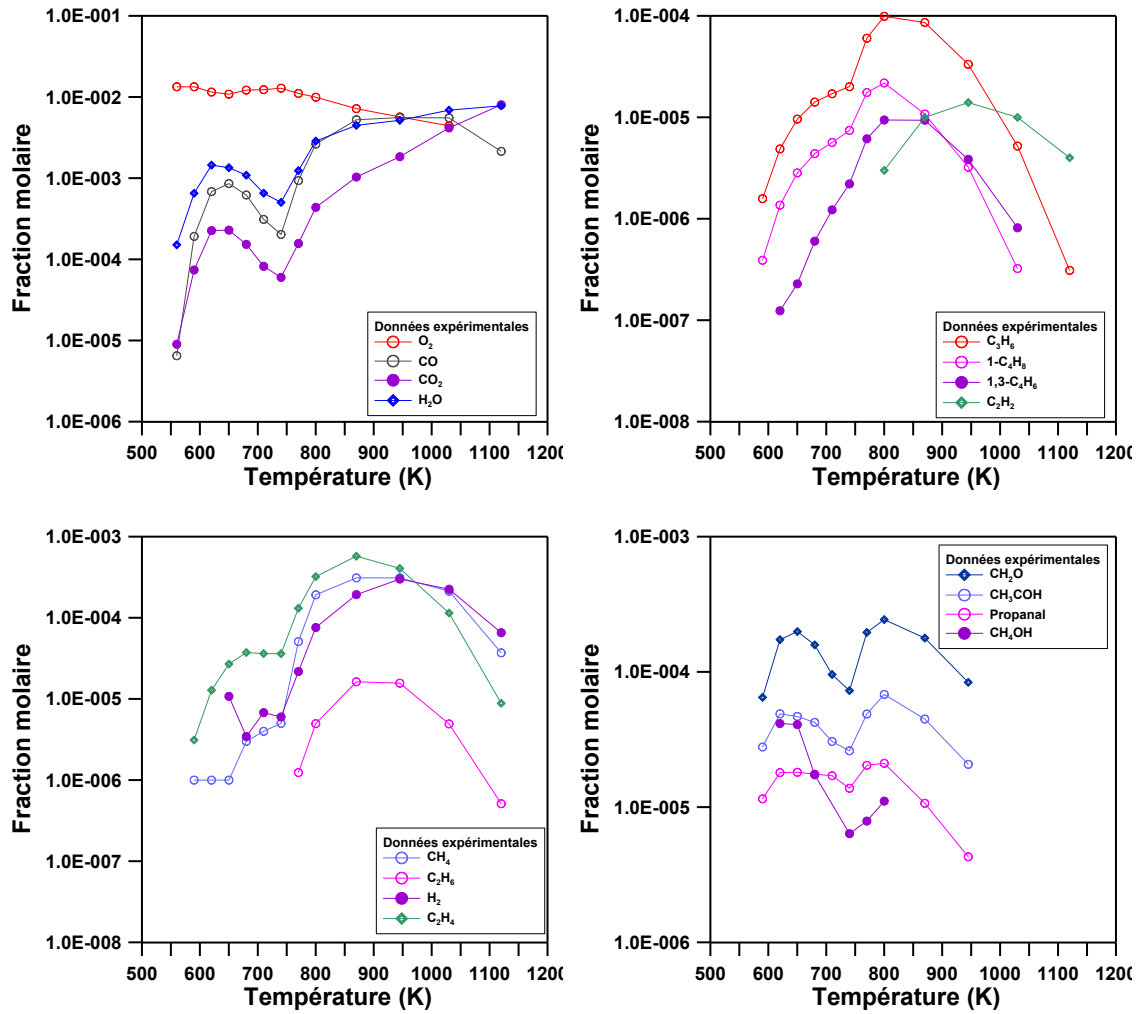 1.0E-001
1.0E-002
1.0E-003
1.0E-004
1.0E-005
1.0E-006
Fraction molaire
500 600 700 800 900 1000 1100 1200
Température (K)
Données expérimentales
O₂
CO
CO₂
H₂O
1.0E-004
1.0E-005
1.0E-006
1.0E-007
1.0E-008
Fraction molaire
500 600 700 800 900 1000 1100 120
Température (K)
Données expérimentales
C₃H₆
1-C₄H₈
1,3-C₄H₆
C₂H₂
1.0E-003
1.0E-004
1.0E-005
1.0E-006
1.0E-007
1.0E-008
Fraction molaire
500 600 700 800 900 1000 1100 1200
Température (K)
Données expérimentales
CH₄
C₂H₆
H₂
C₂H₄
1.0E-003
1.0E-004
1.0E-005
1.0E-006
Fraction molaire
500 600 700 800 900 1000 1100 120
Température (K)
Données expérimentales
CH₂O
CH₃COH
Propanal
CH₄OH